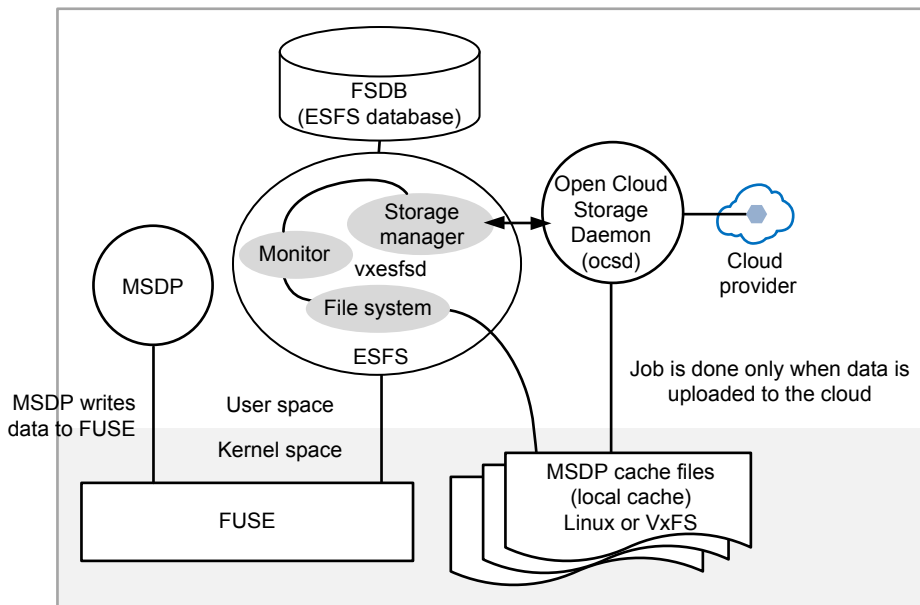 FSDB
(ESFS database)
Open Cloud
Storage
Daemon
(ocsd)
Storage
manager
Monitor
vxesfsd
File system
ESFS
MSDP
Cloud
provider
Job is done only when data is
uploaded to the cloud
MSDP writes
data to FUSE
User space
Kernel space
FUSE
MSDP cache files
(local cache)
Linux or VxFS